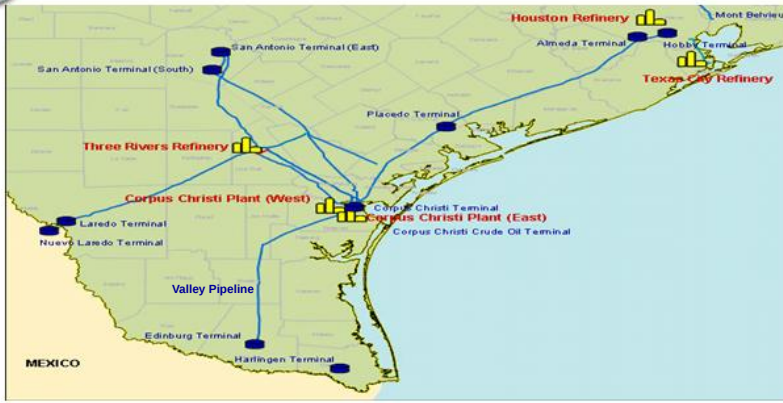 Houston Refinery
Mont Belvieu
San Antonio Terminal (East)
Almeda Terminal
Hobby Terminal
San Antonio Terminal (South)
Texas City Refinery
Placedo Terminal
Three Rivers Refinery
Corpus Christi Plant (West)
Corpus Christi Terminal
Corpus Christi Plant (East)
Laredo Terminal
Corpus Christi Crude Oil Terminal
Nuevo Laredo Terminal
Valley Pipeline
Edinburg Terminal
Harlingen Terminal
MEXICO